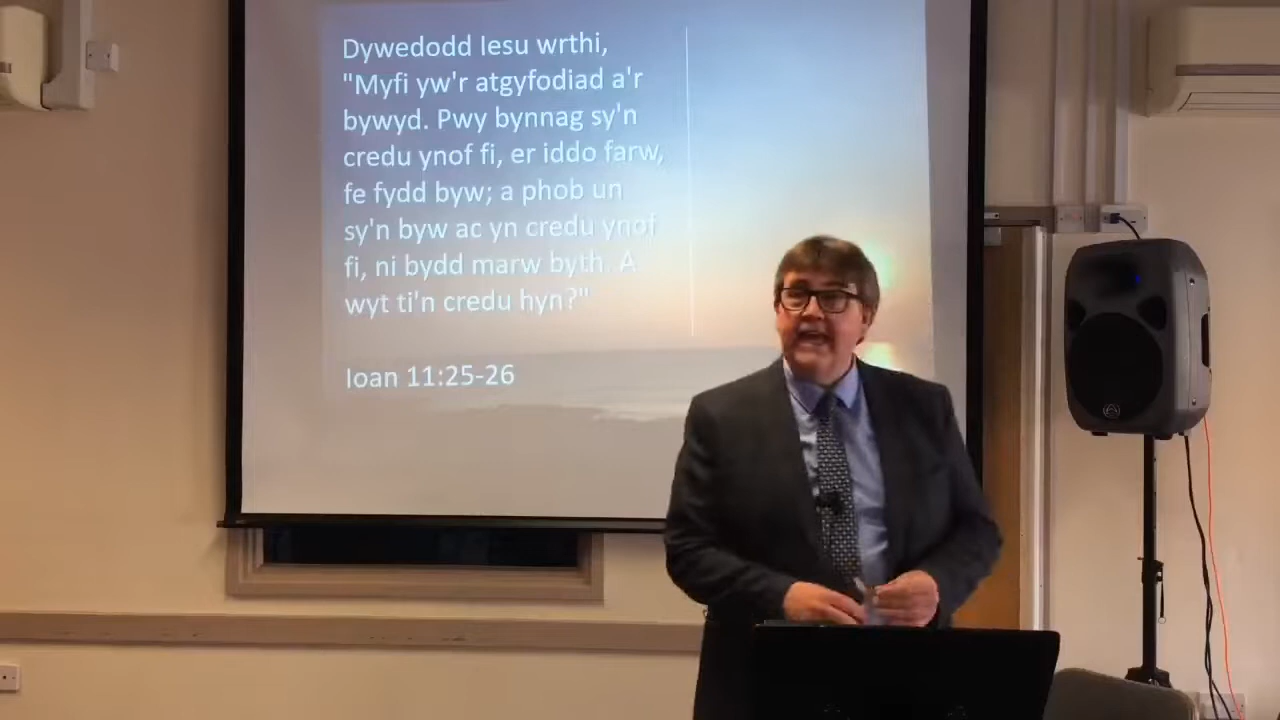 Dywedodd Iesu wrthi,
"Myfi yw'r atgyfodiad a'r
bywyd. Pwy bynnag sy'n
credu ynof fi, er iddo farw,
fe fydd byw; a phob un
sy'n byw ac yn credu ynof
fi, ni bydd marw byth. A
wyt ti'n credu hyn?"
Ioan 11:25-26